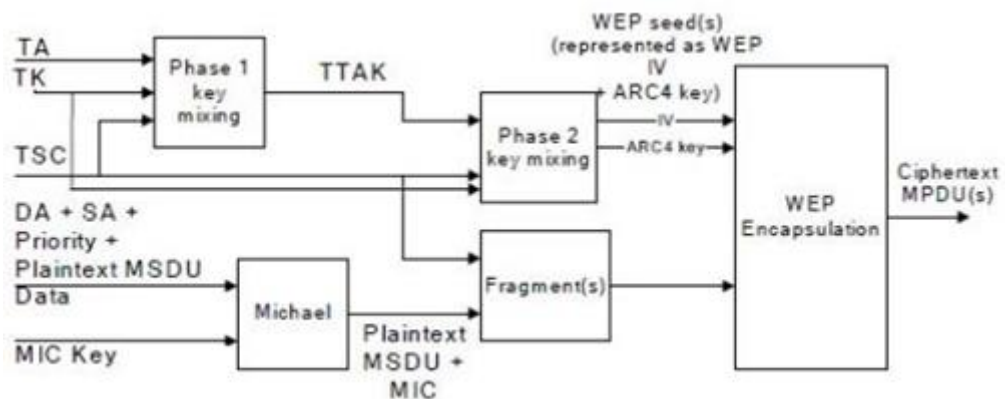 TA
TK
TSC
Phase 1
key
mixing
TTAK
WEP seed(s)
(represented as WEP
IV
+ ARC4 key)
IV
ARC4 key
Phase 2
key mixing
WEP
Encapsulation
Ciphertext
MPDU(s)
DA + SA +
Priority +
Plaintext MSDU
Data
MIC Key
Michael
Plaintext
MSDU +
MIC
Fragment(s)